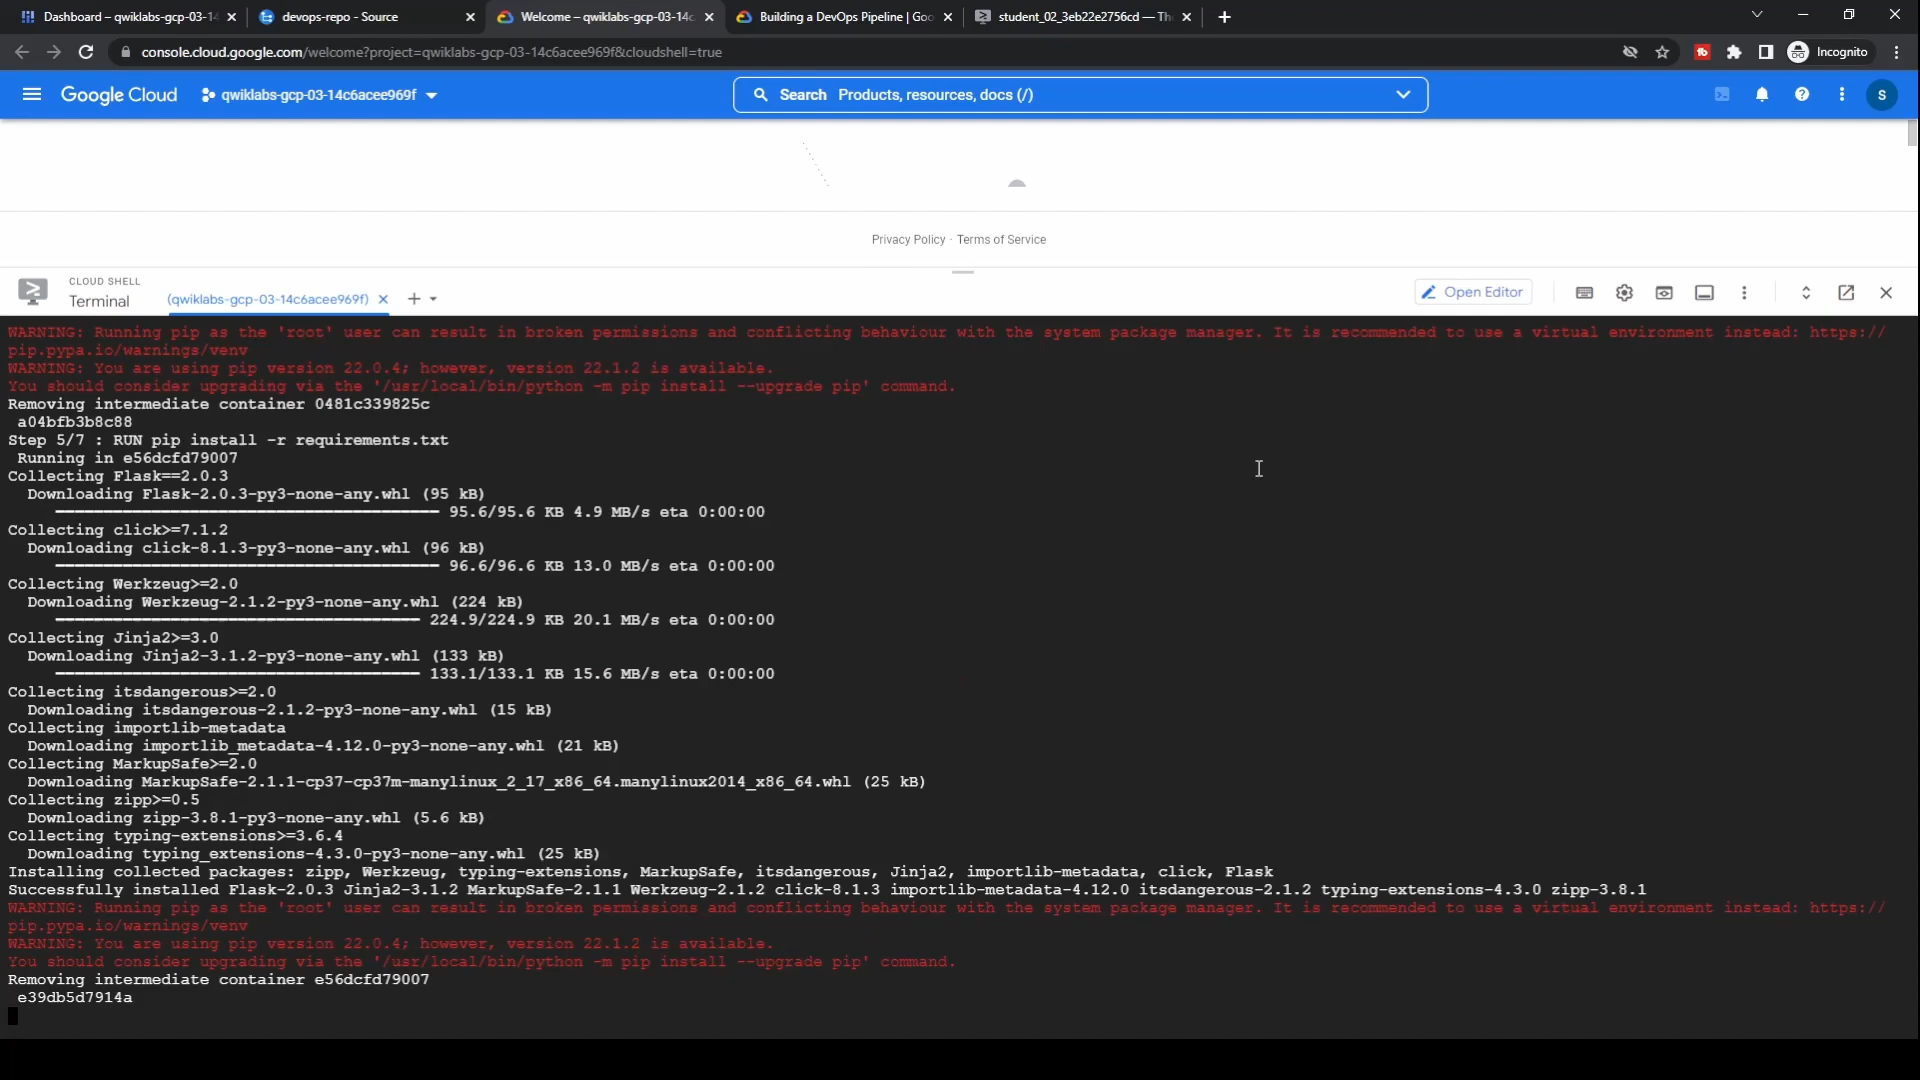 Dashboard – qwiklabs-gcp-03-14
devops-repo - Source
Welcome – qwiklabs-gcp-03-14c
Building a DevOps Pipeline | Goo
student_02_3eb22e2756cd — Th
console.cloud.google.com/welcome?project=qwiklabs-gcp-03-14c6acee969f&cloudshell=true
Incognito
Google Cloud
qwiklabs-gcp-03-14c6acee969f
Search Products, resources, docs (/)
S
Privacy Policy · Terms of Service
CLOUD SHELL
Terminal
(qwiklabs-gcp-03-14c6acee969f)
Open Editor
WARNING: Running pip as the 'root' user can result in broken permissions and conflicting behaviour with the system package manager. It is recommended to use a virtual environment instead: https://
pip.pypa.io/warnings/venv
WARNING: You are using pip version 22.0.4; however, version 22.1.2 is available.
You should consider upgrading via the '/usr/local/bin/python -m pip install --upgrade pip' command.
Removing intermediate container 0481c339825c
a04bfb3b8c88
Step 5/7 : RUN pip install -r requirements.txt
Running in e56dcfd79007
Collecting Flask==2.0.3
Downloading Flask-2.0.3-py3-none-any.whl (95 kB)
95.6/95.6 KB 4.9 MB/s eta 0:00:00
Collecting click>=7.1.2
Downloading click-8.1.3-py3-none-any.whl (96 kB)
96.6/96.6 KB 13.0 MB/s eta 0:00:00
Collecting Werkzeug>=2.0
Downloading Werkzeug-2.1.2-py3-none-any.whl (224 kB)
224.9/224.9 KB 20.1 MB/s eta 0:00:00
Collecting Jinja2>=3.0
Downloading Jinja2-3.1.2-py3-none-any.whl (133 kB)
133.1/133.1 KB 15.6 MB/s eta 0:00:00
Collecting itsdangerous>=2.0
Downloading itsdangerous-2.1.2-py3-none-any.whl (15 kB)
Collecting importlib-metadata
Downloading importlib_metadata-4.12.0-py3-none-any.whl (21 kB)
Collecting MarkupSafe>=2.0
Downloading MarkupSafe-2.1.1-cp37-cp37m-manylinux_2_17_x86_64.manylinux2014_x86_64.whl (25 kB)
Collecting zipp>=0.5
Downloading zipp-3.8.1-py3-none-any.whl (5.6 kB)
Collecting typing-extensions>=3.6.4
Downloading typing_extensions-4.3.0-py3-none-any.whl (25 kB)
Installing collected packages: zipp, Werkzeug, typing-extensions, MarkupSafe, itsdangerous, Jinja2, importlib-metadata, click, Flask
Successfully installed Flask-2.0.3 Jinja2-3.1.2 MarkupSafe-2.1.1 Werkzeug-2.1.2 click-8.1.3 importlib-metadata-4.12.0 itsdangerous-2.1.2 typing-extensions-4.3.0 zipp-3.8.1
WARNING: Running pip as the 'root' user can result in broken permissions and conflicting behaviour with the system package manager. It is recommended to use a virtual environment instead: https://
pip.pypa.io/warnings/venv
WARNING: You are using pip version 22.0.4; however, version 22.1.2 is available.
You should consider upgrading via the '/usr/local/bin/python -m pip install --upgrade pip' command.
Removing intermediate container e56dcfd79007
e39db5d7914a